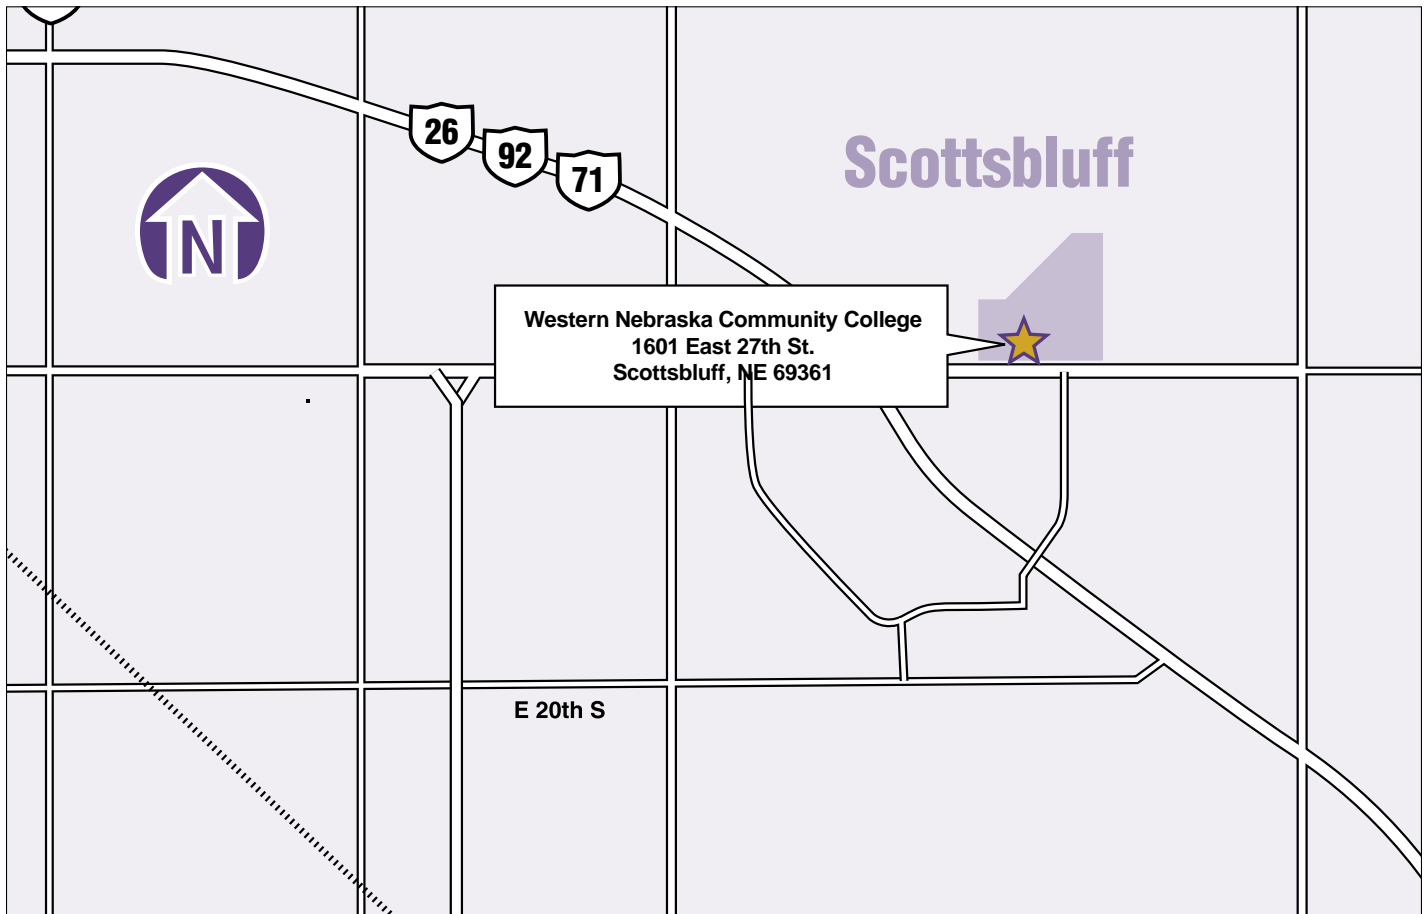 26
92
71
Scottsbluff
N
Western Nebraska Community College
1601 East 27th St.
Scottsbluff, NE 69361
E 20th S